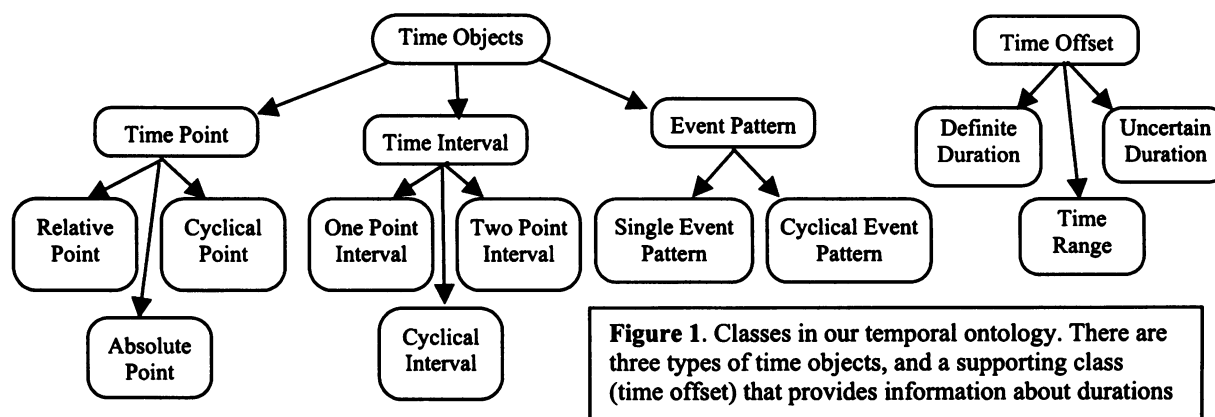 Time Objects
Time Offset
Time Point
Time Interval
Event Pattern
Definite
Duration
Uncertain
Duration
Relative
Point
Cyclical
Point
One Point
Interval
Two Point
Interval
Single Event
Pattern
Cyclical Event
Pattern
Time
Range
Absolute
Point
Cyclical
Interval
Figure 1. Classes in our temporal ontology. There are
three types of time objects, and a supporting class
(time offset) that provides information about durations